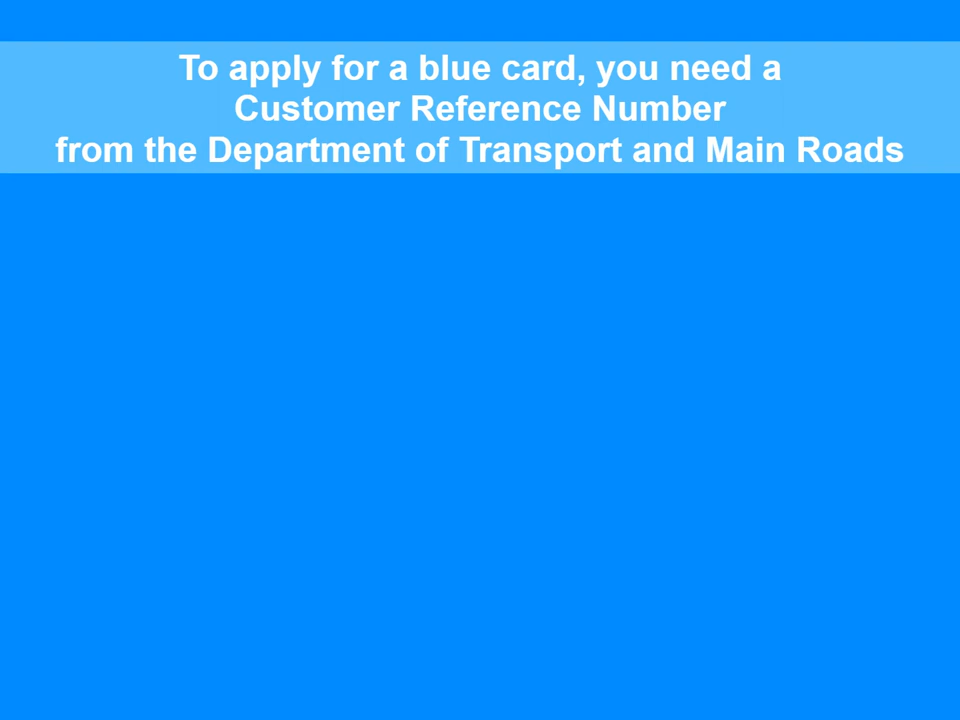 To apply for a blue card, you need a
Customer Reference Number
from the Department of Transport and Main Roads